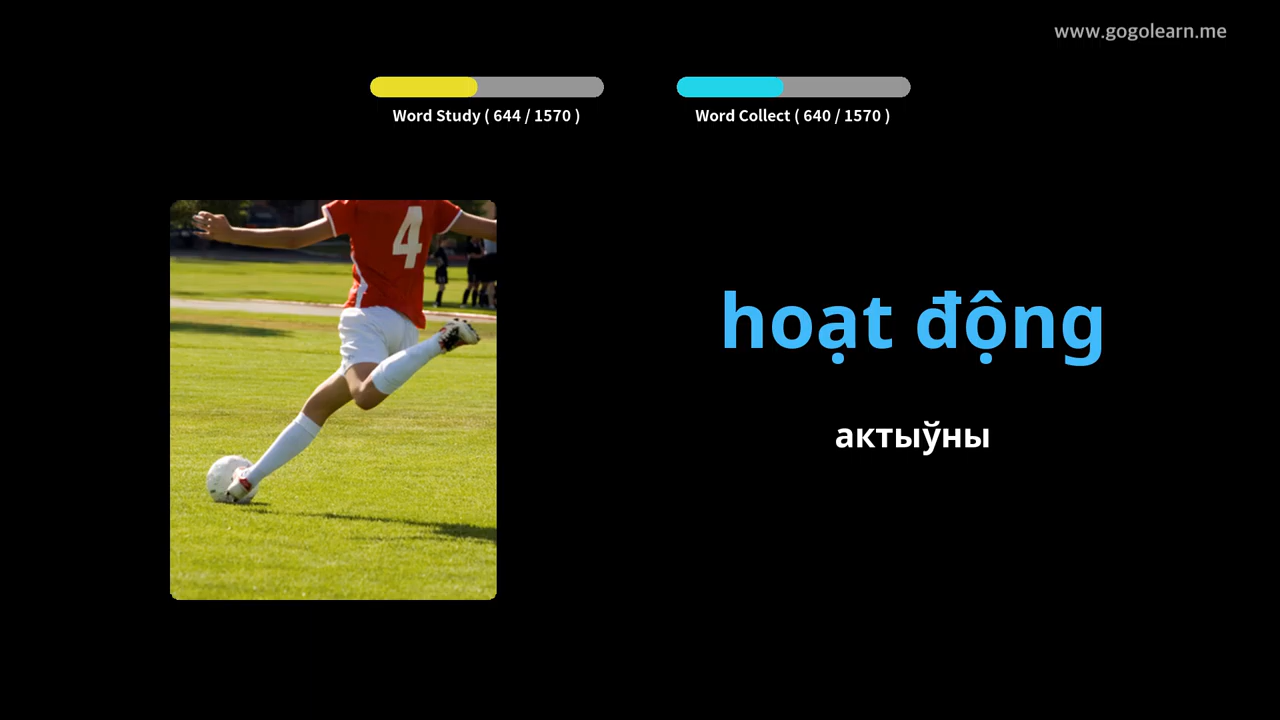 www.gogolearn.me
Word Study ( 644 / 1570 )
Word Collect ( 640 / 1570 )
4
hoạt động
актыўны